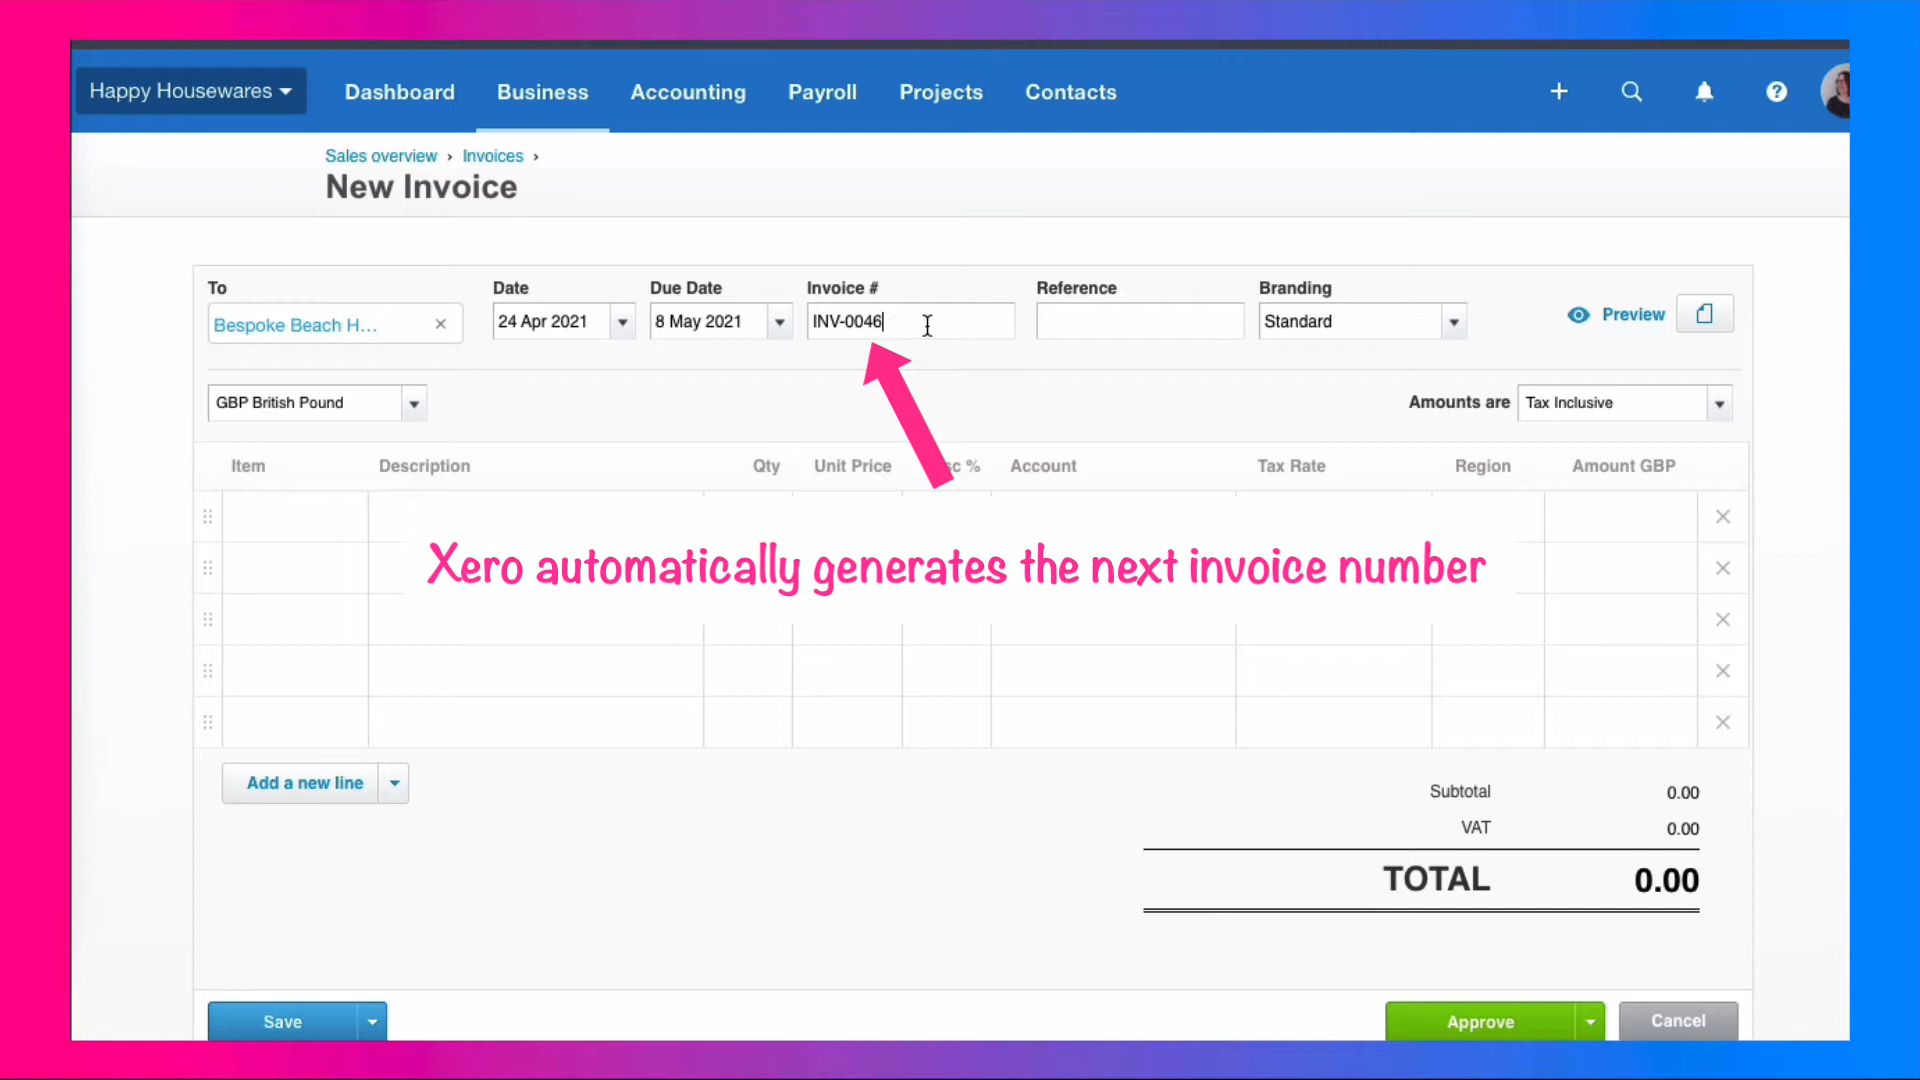 Happy Housewares Dashboard Business Accounting Payroll Projects Contacts
Sales overview › Invoices ›
New Invoice
To Date Due Date Invoice # Reference Branding
Bespoke Beach H... 24 Apr 2021 8 May 2021 INV-0046 Standard Preview
GBP British Pound Amounts are Tax Inclusive
Item Description Qty Unit Price sc % Account Tax Rate Region Amount GBP
Xero automatically generates the next invoice number
Add a new line
Subtotal 0.00
VAT 0.00
TOTAL 0.00
Save Approve Cancel